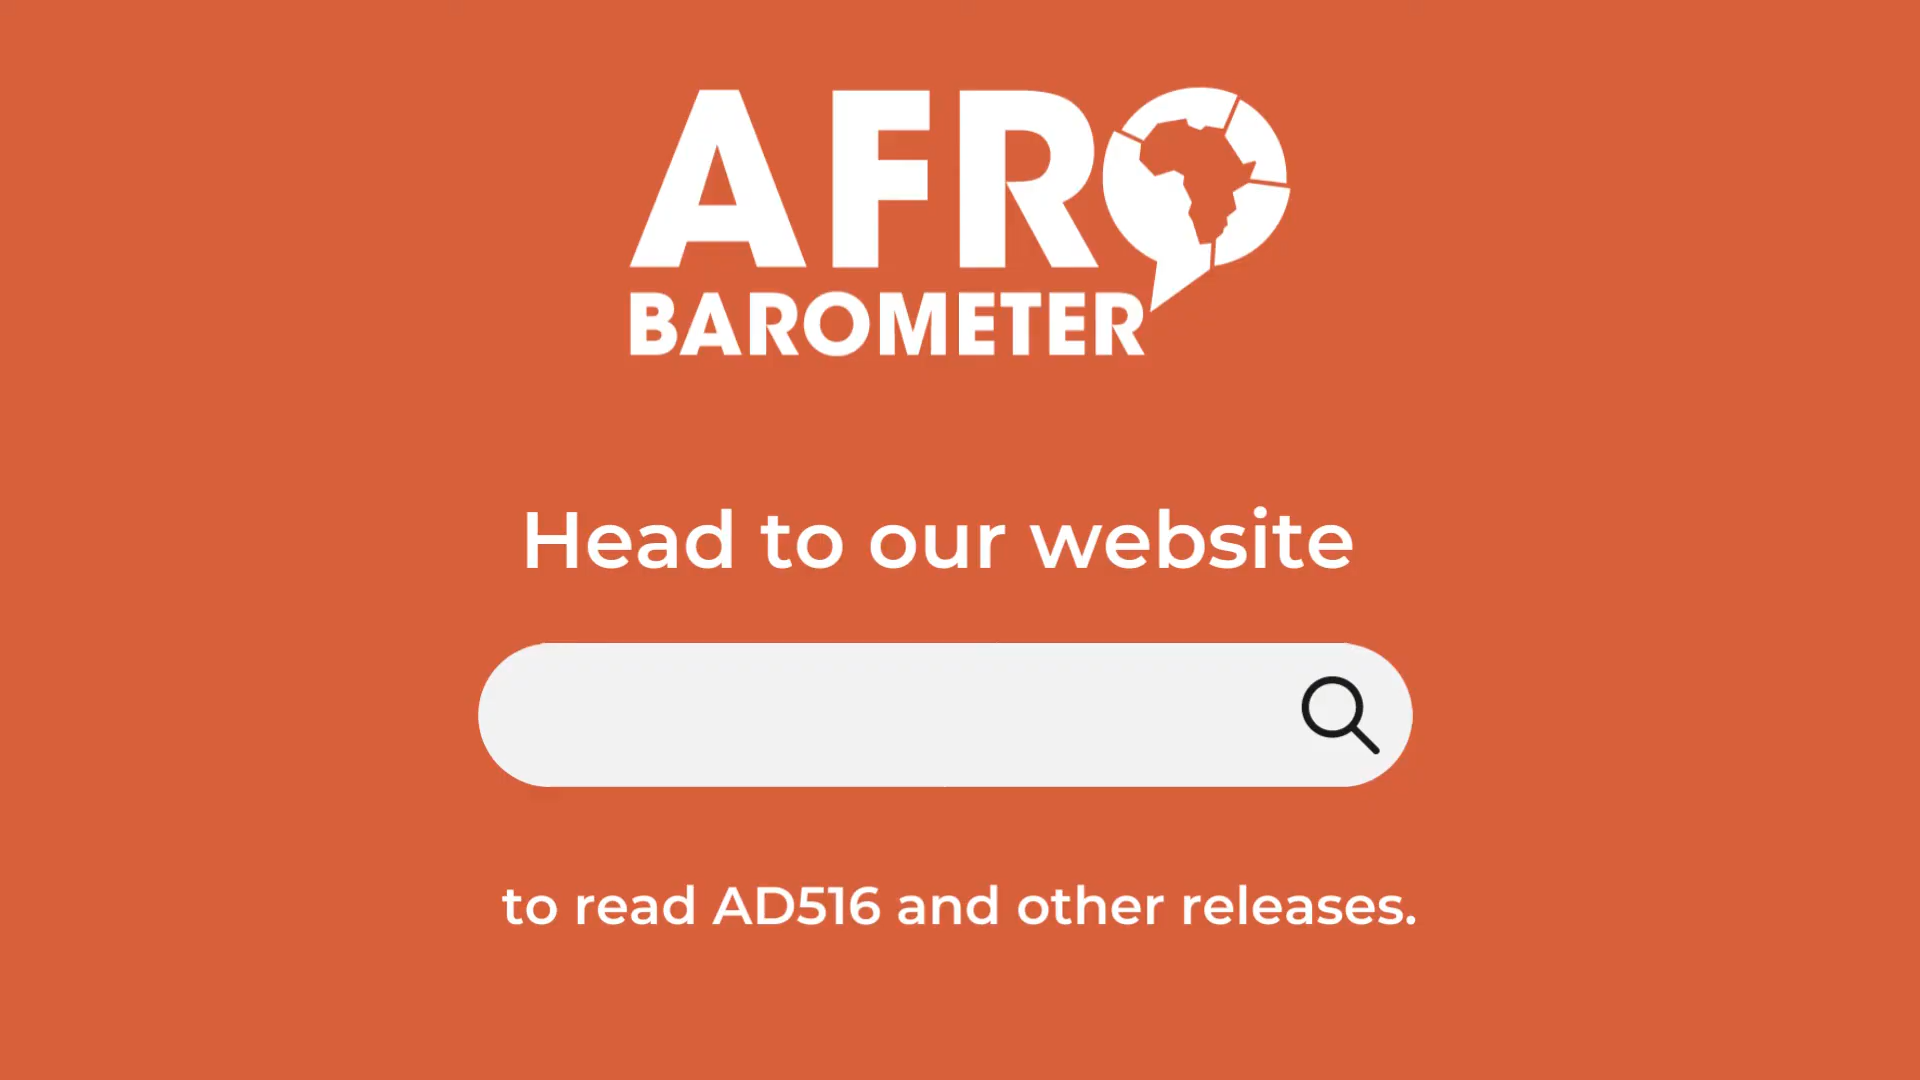 AFRO
BAROMETER
Head to our website
to read AD516 and other releases.